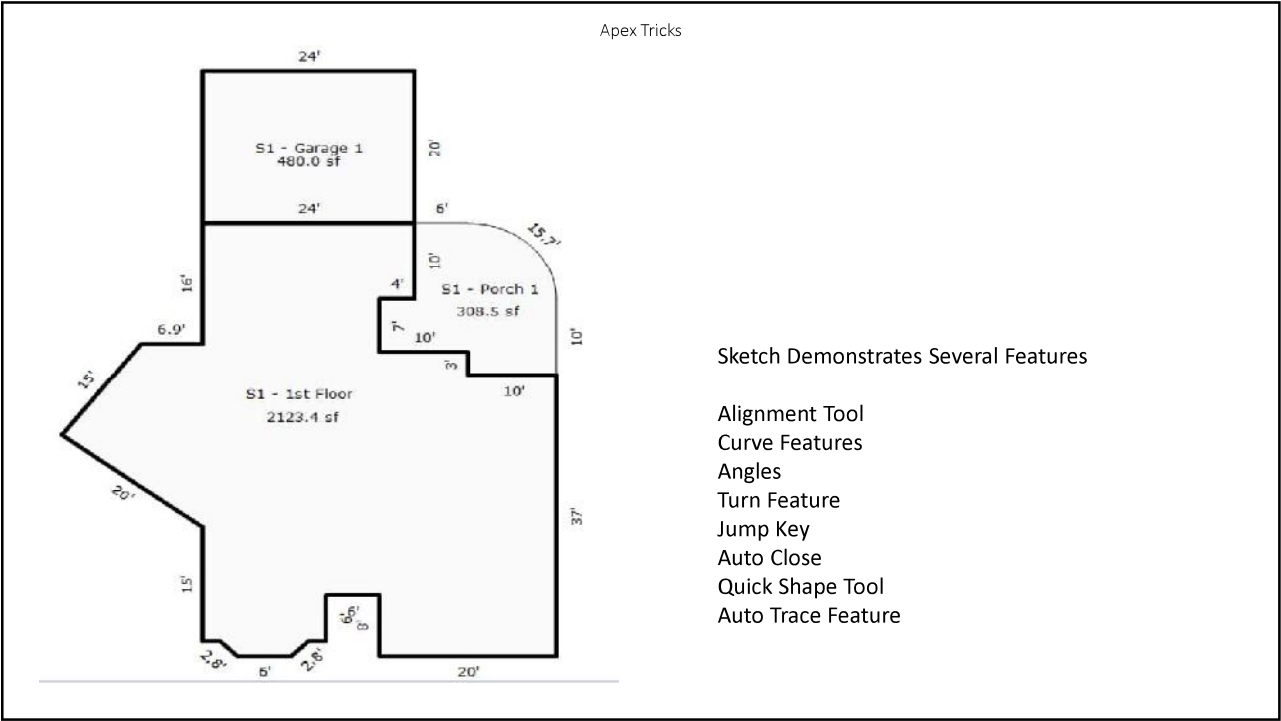 Apex Tricks
24'
S1 - Garage 1
480.0 sf
20'
24'
6'
15.7'
16'
10'
4'
S1 - Porch 1
308.5 sf
7'
10'
10'
6.9'
3'
15'
10'
S1 - 1st Floor
2123.4 sf
20'
37'
15'
6'
6'
8'
2.8'
6'
2.8'
20'
Sketch Demonstrates Several Features
Alignment Tool
Curve Features
Angles
Turn Feature
Jump Key
Auto Close
Quick Shape Tool
Auto Trace Feature